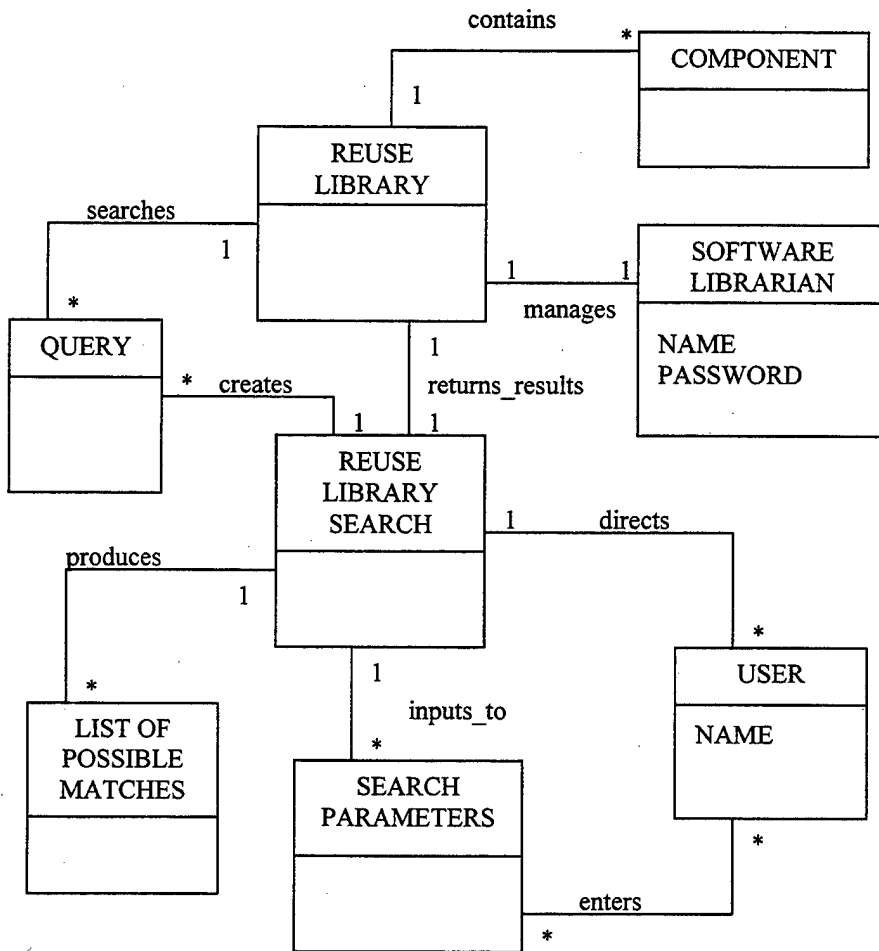 contains
*
COMPONENT
1
REUSE
LIBRARY
searches
1
*
SOFTWARE
LIBRARIAN
1
1
manages
NAME
PASSWORD
QUERY
*
creates
1
returns_results
1
1
REUSE
LIBRARY
SEARCH
1
directs
*
produces
1
*
USER
NAME
*
1
inputs_to
*
LIST OF
POSSIBLE
MATCHES
SEARCH
PARAMETERS
enters
*